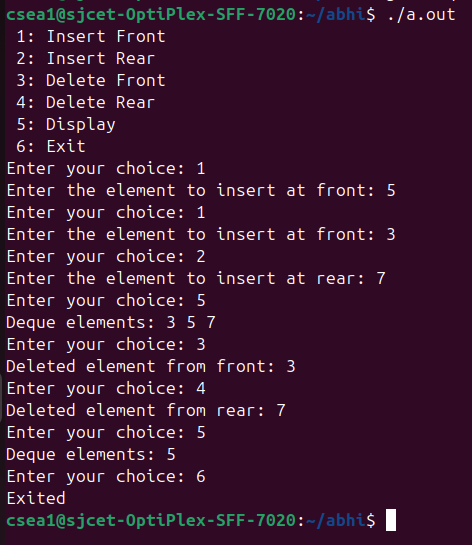 csea1@sjcet-OptiPlex-SFF-7020:~/abhi$ ./a.out
1: Insert Front
2: Insert Rear
3: Delete Front
4: Delete Rear
5: Display
6: Exit
Enter your choice: 1
Enter the element to insert at front: 5
Enter your choice: 1
Enter the element to insert at front: 3
Enter your choice: 2
Enter the element to insert at rear: 7
Enter your choice: 5
Deque elements: 3 5 7
Enter your choice: 3
Deleted element from front: 3
Enter your choice: 4
Deleted element from rear: 7
Enter your choice: 5
Deque elements: 5
Enter your choice: 6
Exited
csea1@sjcet-OptiPlex-SFF-7020:~/abhi$